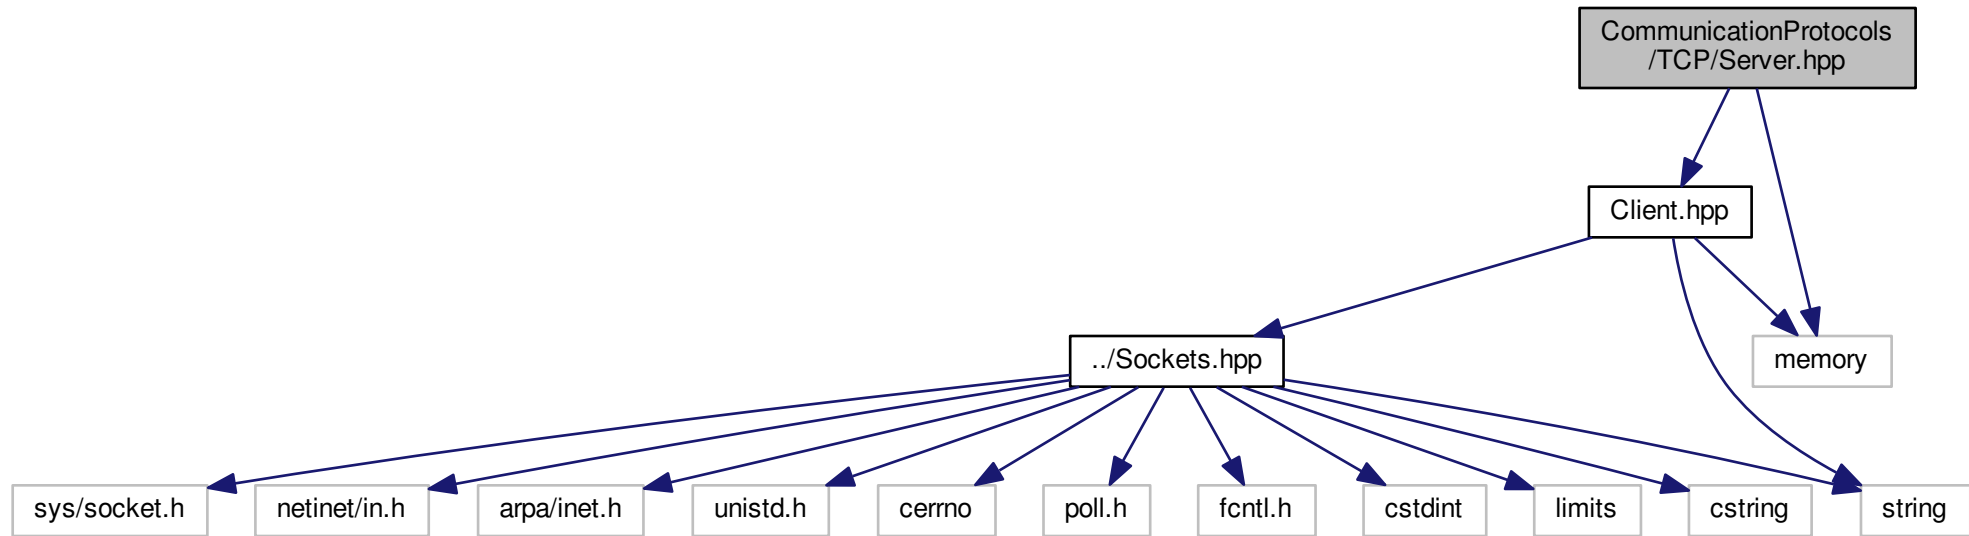 CommunicationProtocols
/TCP/Server.hpp
Client.hpp
../Sockets.hpp
memory
sys/socket.h
netinet/in.h
arpa/inet.h
unistd.h
cerrno
poll.h
fcntl.h
cstdint
limits
cstring
string